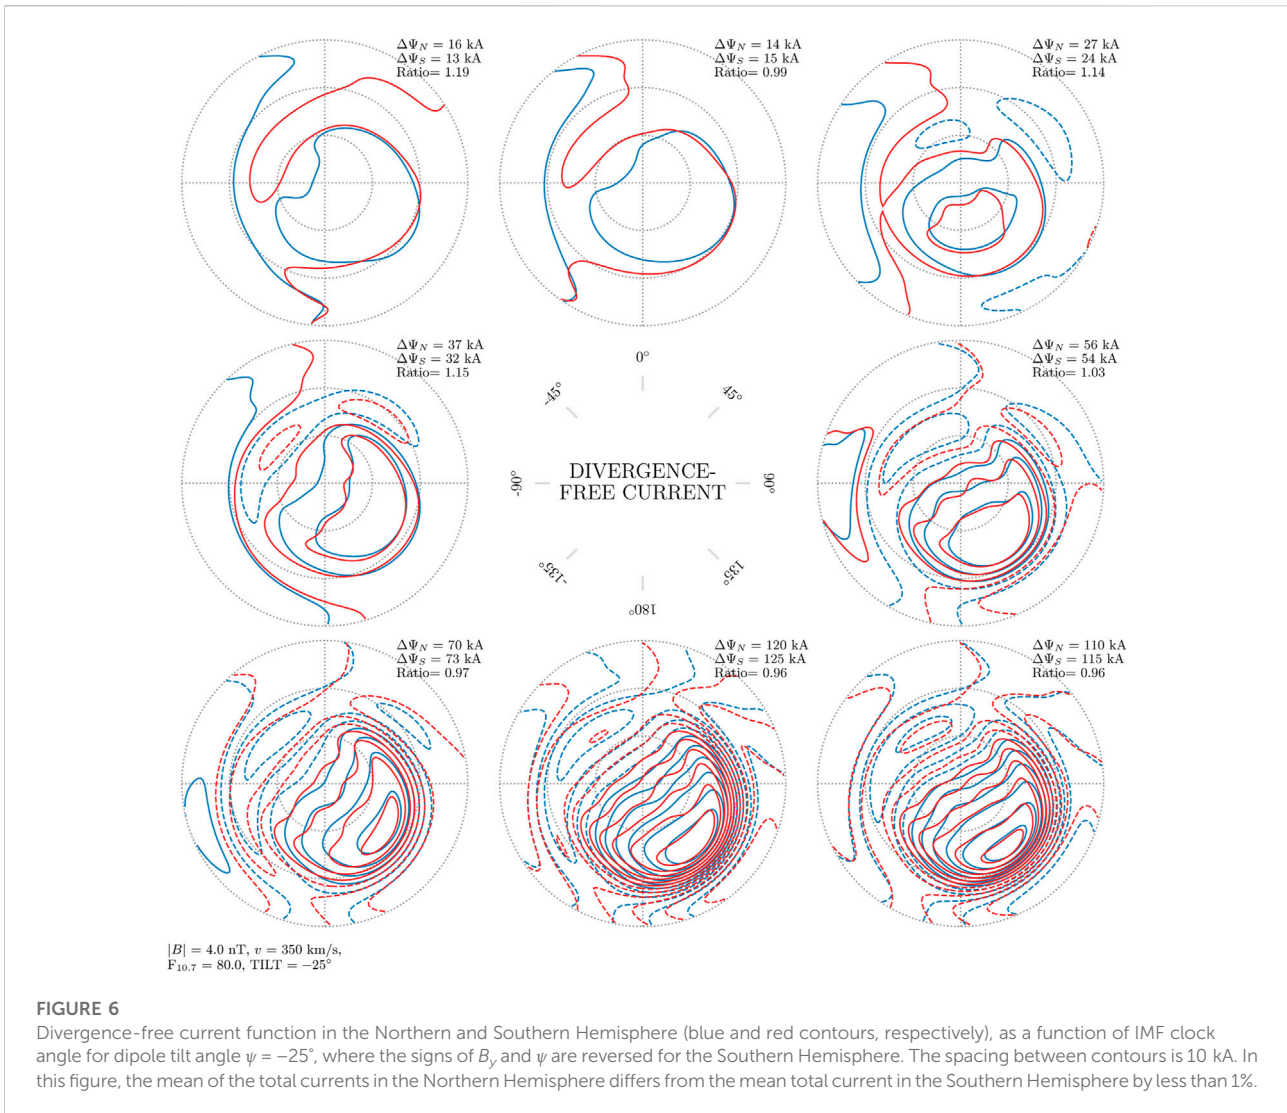 ΔΨN = 16 kA
ΔΨS = 13 kA
Ratio= 1.19
ΔΨN = 14 kA
ΔΨS = 15 kA
Ratio= 0.99
ΔΨN = 27 kA
ΔΨS = 24 kA
Ratio= 1.14
ΔΨN = 37 kA
ΔΨS = 32 kA
Ratio= 1.15
0°
-45°
45°
-90°
DIVERGENCE-
FREE CURRENT
90°
-135°
135°
180°
ΔΨN = 56 kA
ΔΨS = 54 kA
Ratio= 1.03
ΔΨN = 70 kA
ΔΨS = 73 kA
Ratio= 0.97
ΔΨN = 120 kA
ΔΨS = 125 kA
Ratio= 0.96
ΔΨN = 110 kA
ΔΨS = 115 kA
Ratio= 0.96
|B| = 4.0 nT, v = 350 km/s,
F10.7 = 80.0, TILT = −25°
FIGURE 6
Divergence-free current function in the Northern and Southern Hemisphere (blue and red contours, respectively), as a function of IMF clock
angle for dipole tilt angle ψ = −25°, where the signs of By and ψ are reversed for the Southern Hemisphere. The spacing between contours is 10 kA. In
this figure, the mean of the total currents in the Northern Hemisphere differs from the mean total current in the Southern Hemisphere by less than 1%.